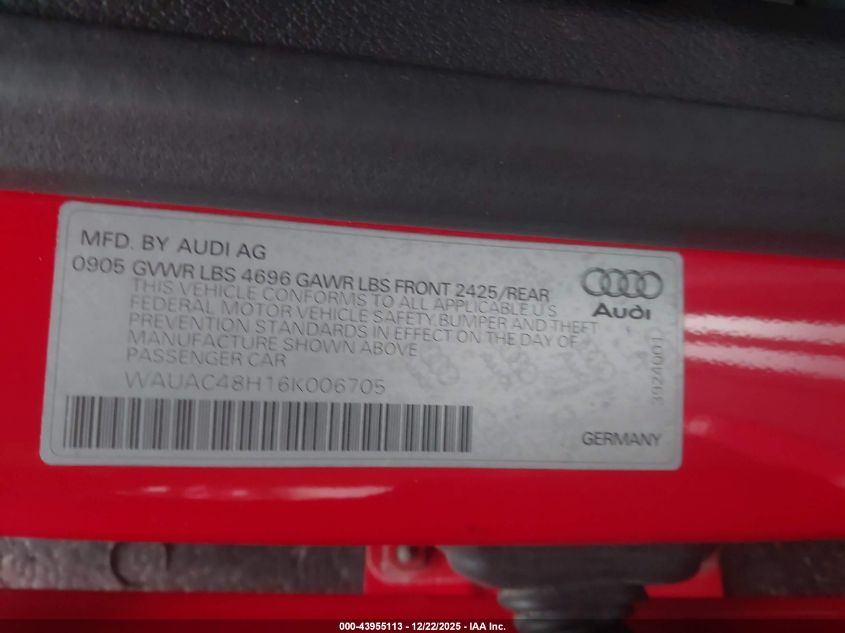 MFD. BY AUDI AG
0905 GVWR LBS 4696 GAWR LBS FRONT 2425/REAR
THIS VEHICLE CONFORMS TO ALL APPLICABLE U S
FEDERAL MOTOR VEHICLE SAFETY BUMPER AND THEFT
PREVENTION STANDARDS IN EFFECT ON THE DAY OF
MANUFACTURE SHOWN ABOVE
PASSENGER CAR
WAUAC48H16K006705
Audi
GERMANY
000-43955113 - 12/22/2025 - IAA Inc.